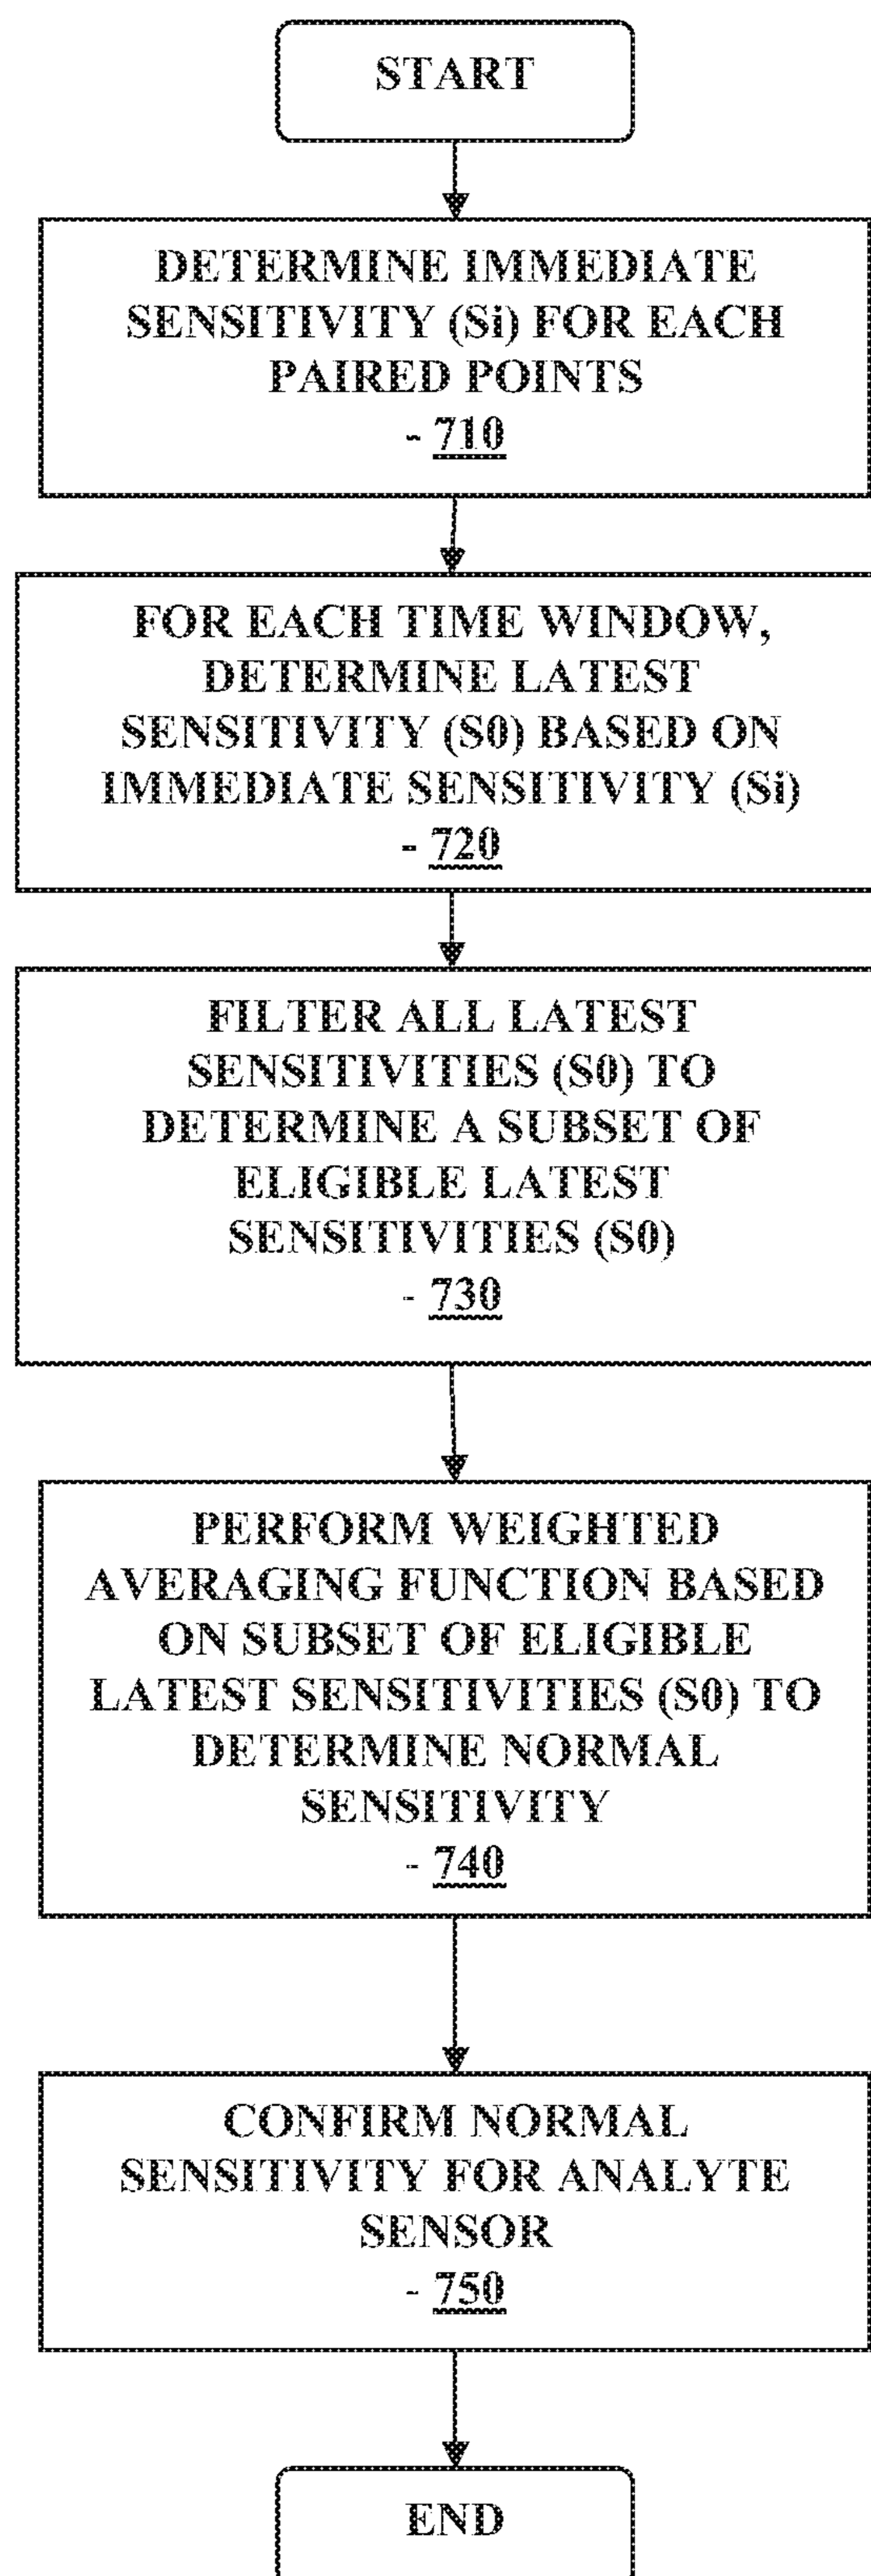 START
DETERMINE IMMEDIATE
SENSITIVITY (Si) FOR EACH
PAIRED POINTS
- 710
FOR EACH TIME WINDOW,
DETERMINE LATEST
SENSITIVITY (S0) BASED ON
IMMEDIATE SENSITIVITY (Si)
- 720
FILTER ALL LATEST
SENSITIVITIES (S0) TO
DETERMINE A SUBSET OF
ELIGIBLE LATEST
SENSITIVITIES (S0)
- 730
PERFORM WEIGHTED
AVERAGING FUNCTION BASED
ON SUBSET OF ELIGIBLE
LATEST SENSITIVITIES (S0) TO
DETERMINE NORMAL
SENSITIVITY
- 740
CONFIRM NORMAL
SENSITIVITY FOR ANALYTE
SENSOR
- 750
END